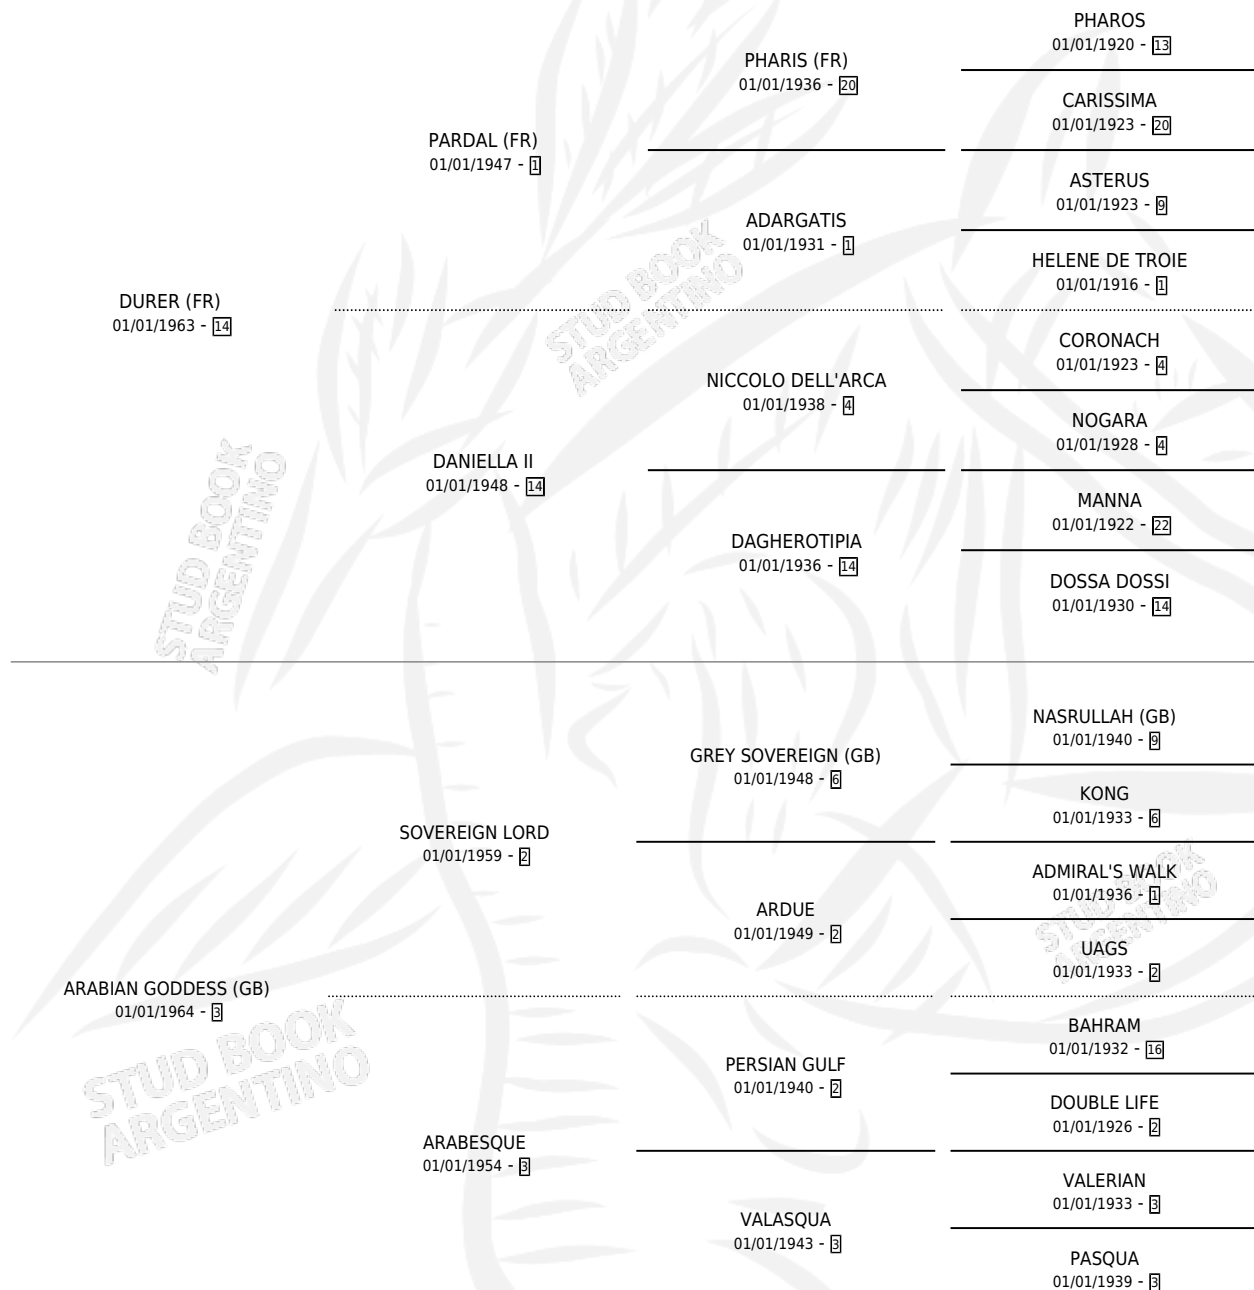 PHAROS
01/01/1920 - 13
PHARIS (FR)
01/01/1936 - 20
CARISSIMA
01/01/1923 - 20
PARDAL (FR)
01/01/1947 - 1
ASTERUS
01/01/1923 - 9
ADARGATIS
01/01/1931 - 1
HELENE DE TROIE
01/01/1916 - 1
DURER (FR)
01/01/1963 - 14
CORONACH
01/01/1923 - 4
NICCOLO DELL'ARCA
01/01/1938 - 4
NOGARA
01/01/1928 - 4
DANIELLA II
01/01/1948 - 14
MANNA
01/01/1922 - 22
DAGHEROTIPIA
01/01/1936 - 14
DOSSA DOSSI
01/01/1930 - 14
STUD BOOK
ARGENTINO
STUD BOOK
ARGENTINO
NASRULLAH (GB)
01/01/1940 - 9
GREY SOVEREIGN (GB)
01/01/1948 - 6
KONG
01/01/1933 - 6
SOVEREIGN LORD
01/01/1959 - 2
ADMIRAL'S WALK
01/01/1936 - 1
ARDUE
01/01/1949 - 2
UAGS
01/01/1933 - 2
ARABIAN GODDESS (GB)
01/01/1964 - 3
BAHRAM
01/01/1932 - 16
PERSIAN GULF
01/01/1940 - 2
DOUBLE LIFE
01/01/1926 - 2
ARABESQUE
01/01/1954 - 3
VALERIAN
01/01/1933 - 3
VALASQUA
01/01/1943 - 3
PASQUA
01/01/1939 - 3
STUD BOOK
ARGENTINO
STUD BOOK
ARGENTINO